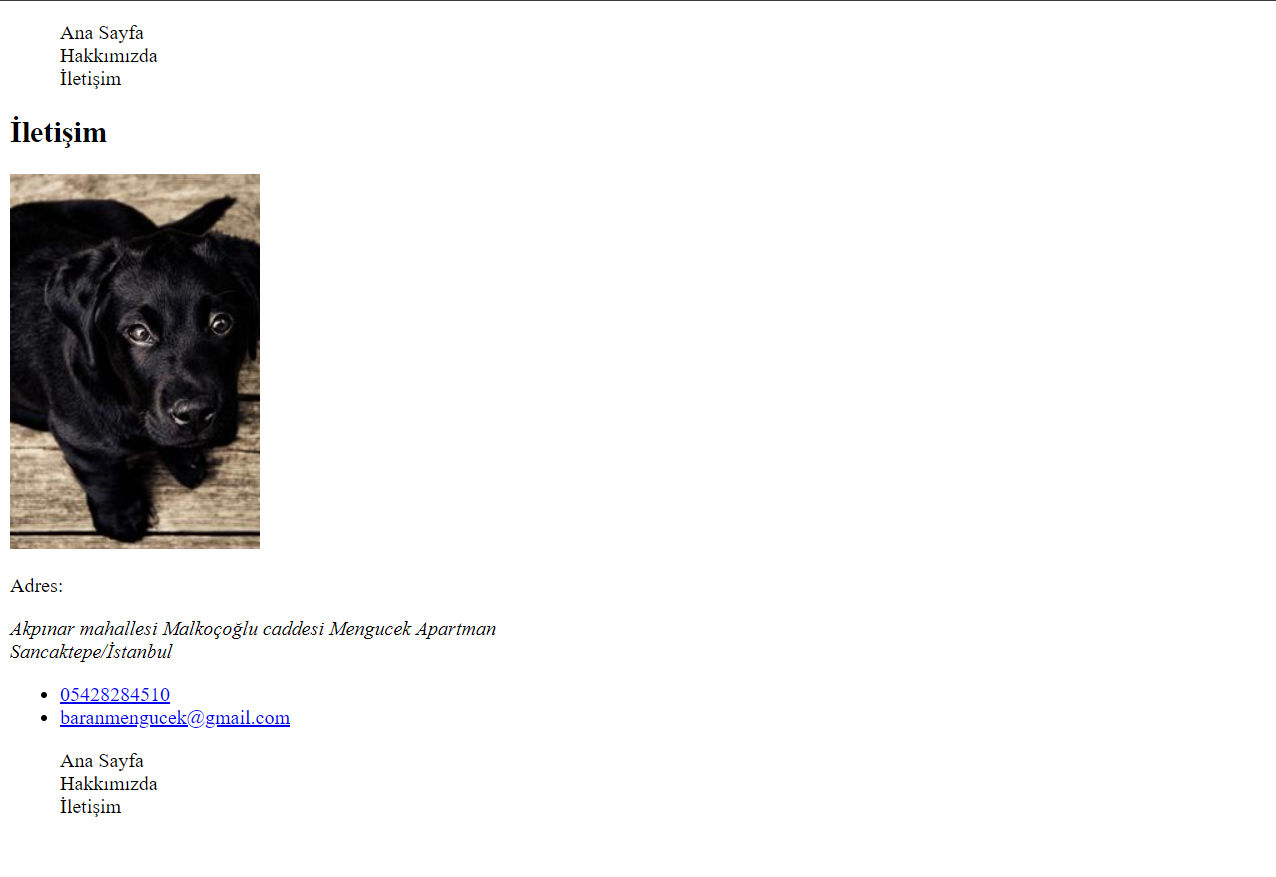 Ana Sayfa
Hakkımızda
İletişim
İletişim
Adres:
Akpınar mahallesi Malkoçoğlu caddesi Mengucek Apartman
Sancaktepe/İstanbul
05428284510
baranmengucek@gmail.com
Ana Sayfa
Hakkımızda
İletişim